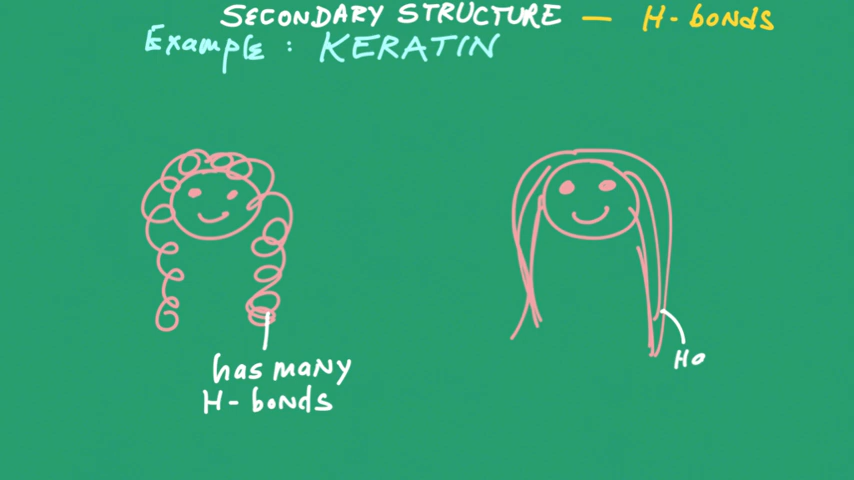 SECONDARY STRUCTURE — H-bonds
Example : KERATIN
has many
H-bonds
Ho